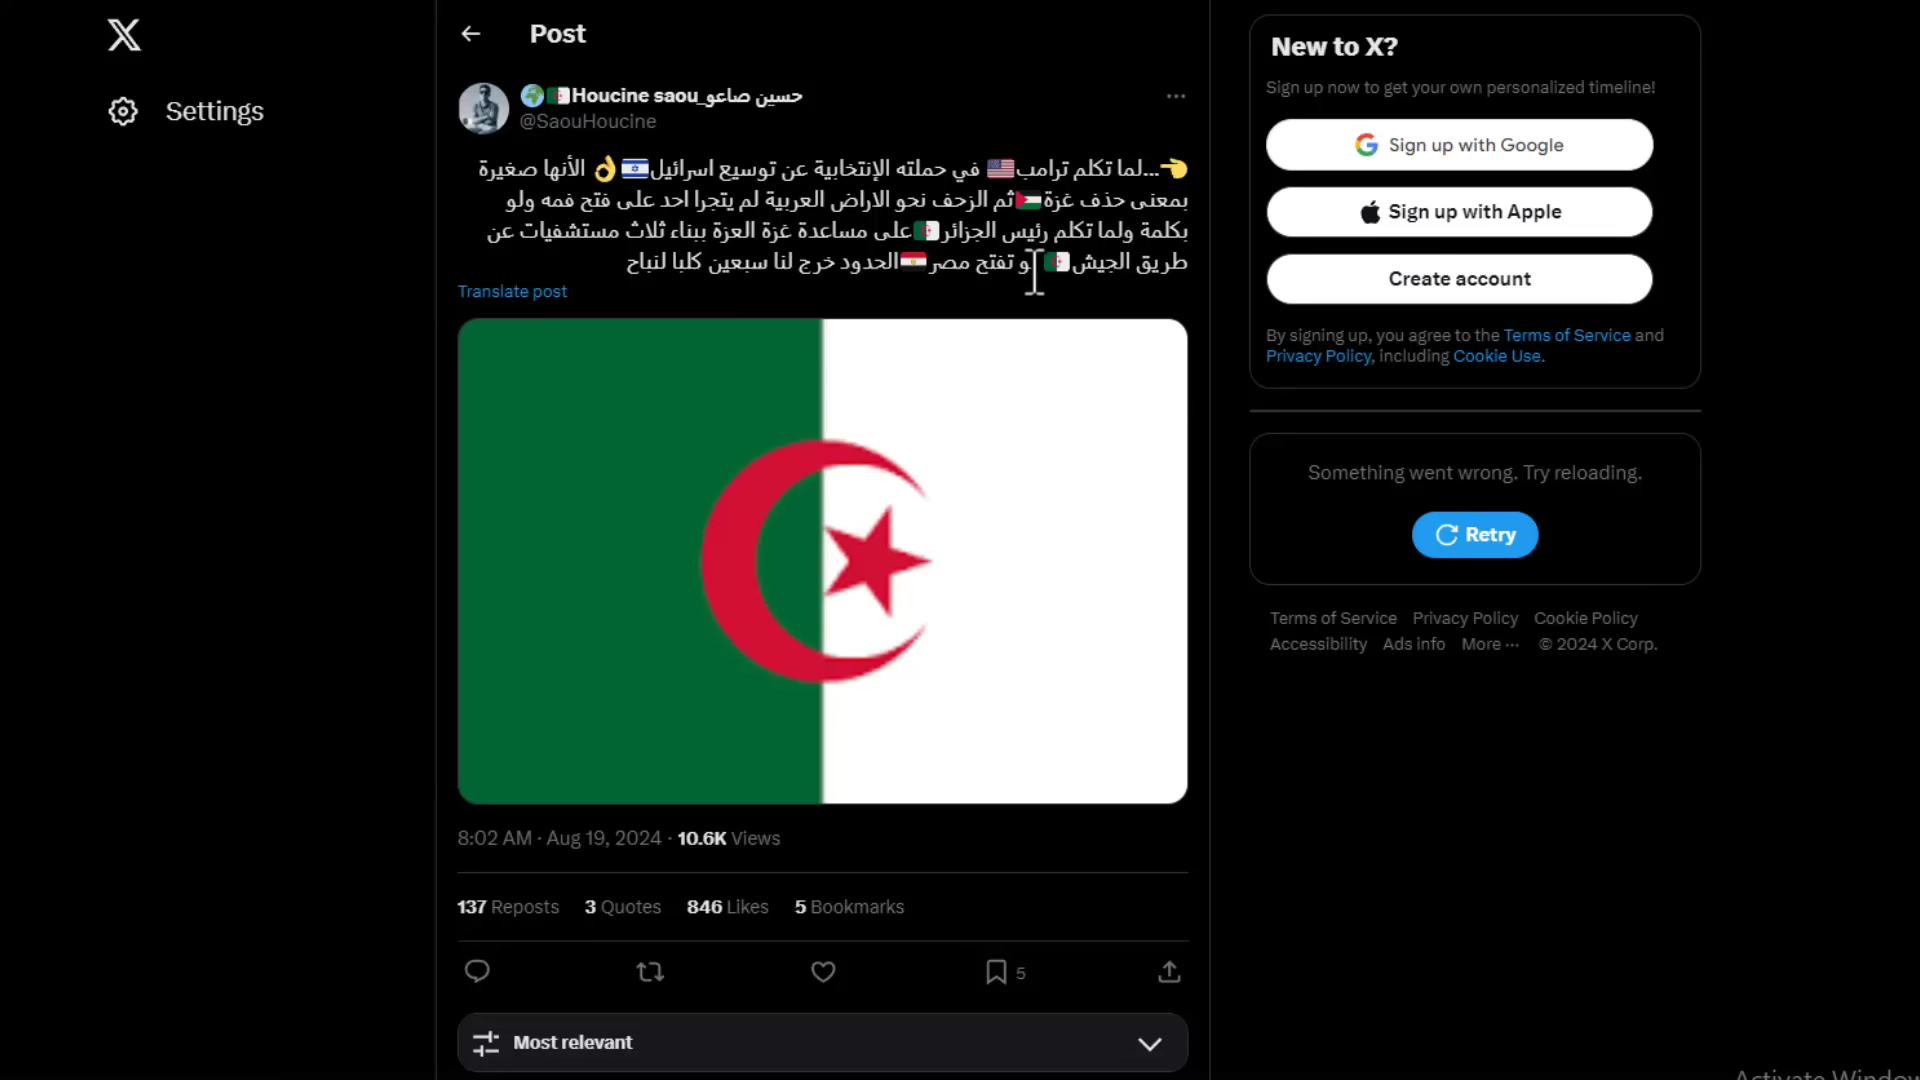 Settings
Post
Houcine saou_حسين صاعو
@SaouHoucine
...لما تكلم ترامب في حملته الإنتخابية عن توسيع اسرائيل الأنها صغيرة
بمعنى حذف غزة ثم الزحف نحو الاراض العربية لم يتجرا احد على فتح فمه ولو
بكلمة ولما تكلم رئيس الجزائر على مساعدة غزة العزة ببناء ثلاث مستشفيات عن
طريق الجيش لو تفتح مصر الحدود خرج لنا سبعين كلبا لنباح
Translate post
8:02 AM · Aug 19, 2024 · 10.6K Views
137 Reposts 3 Quotes 846 Likes 5 Bookmarks
5
Most relevant
New to X?
Sign up now to get your own personalized timeline!
Sign up with Google
Sign up with Apple
Create account
By signing up, you agree to the Terms of Service and
Privacy Policy, including Cookie Use.
Something went wrong. Try reloading.
Retry
Terms of Service Privacy Policy Cookie Policy
Accessibility Ads info More ··· © 2024 X Corp.